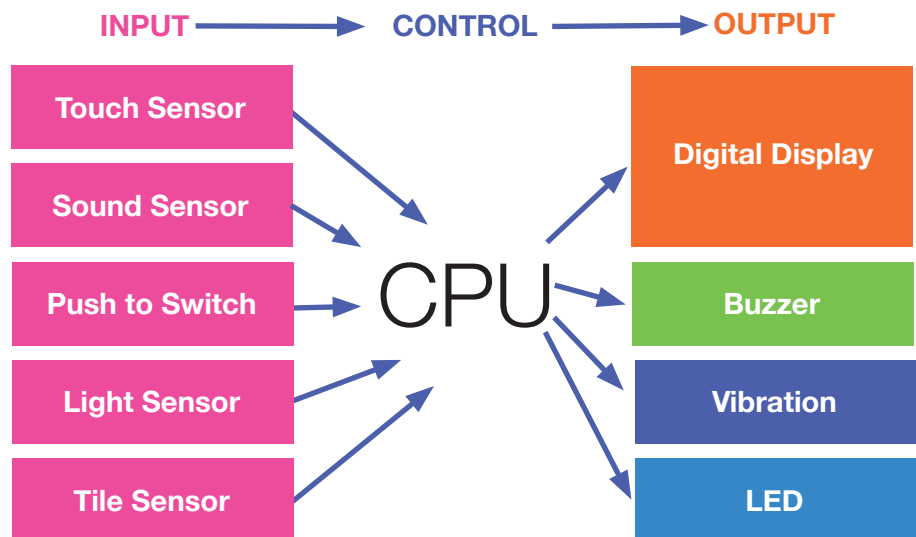 INPUT CONTROL OUTPUT
Touch Sensor
Sound Sensor
Push to Switch
Light Sensor
Tile Sensor
CPU
Digital Display
Buzzer
Vibration
LED